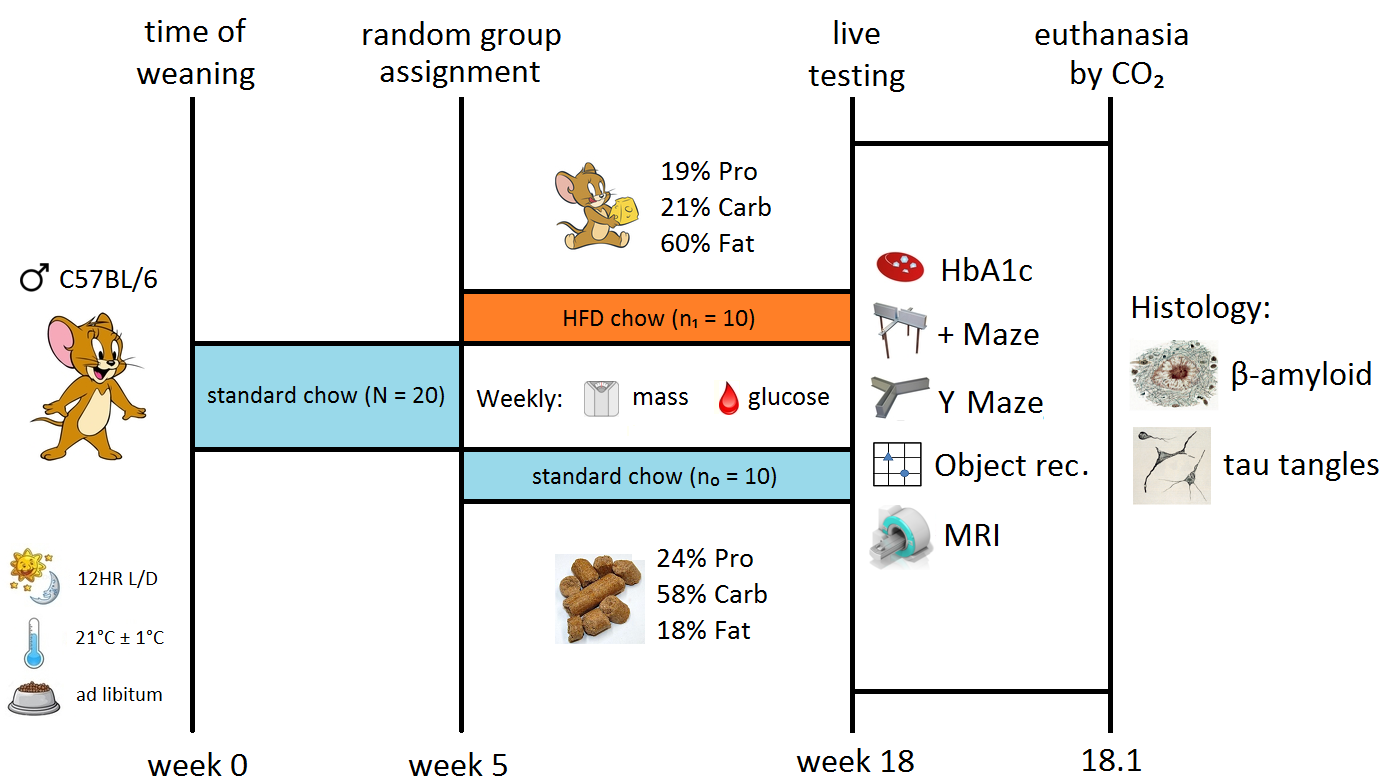 time of
weaning
random group
assignment
live
testing
euthanasia
by CO₂
19% Pro
21% Carb
60% Fat
♂ C57BL/6
HFD chow (n₁ = 10)
standard chow (N = 20)
Weekly: mass glucose
standard chow (n₀ = 10)
24% Pro
58% Carb
18% Fat
12HR L/D
21°C ± 1°C
ad libitum
HbA1c
+ Maze
Y Maze
Object rec.
MRI
Histology:
β-amyloid
tau tangles
week 0
week 5
week 18
18.1